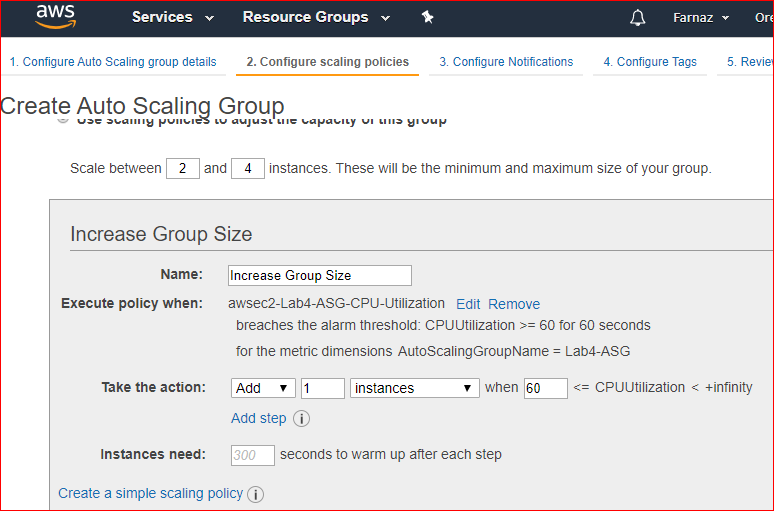 aws Services Resource Groups Farnaz Ore
1. Configure Auto Scaling group details 2. Configure scaling policies 3. Configure Notifications 4. Configure Tags 5. Revie
Create Auto Scaling Group
Use scaling policies to adjust the capacity of this group
Scale between 2 and 4 instances. These will be the minimum and maximum size of your group.
Increase Group Size
Name: Increase Group Size
Execute policy when: awsec2-Lab4-ASG-CPU-Utilization Edit Remove
breaches the alarm threshold: CPUUtilization >= 60 for 60 seconds
for the metric dimensions AutoScalingGroupName = Lab4-ASG
Take the action: Add 1 instances when 60 <= CPUUtilization < +infinity
Add step i
Instances need: 300 seconds to warm up after each step
Create a simple scaling policy i